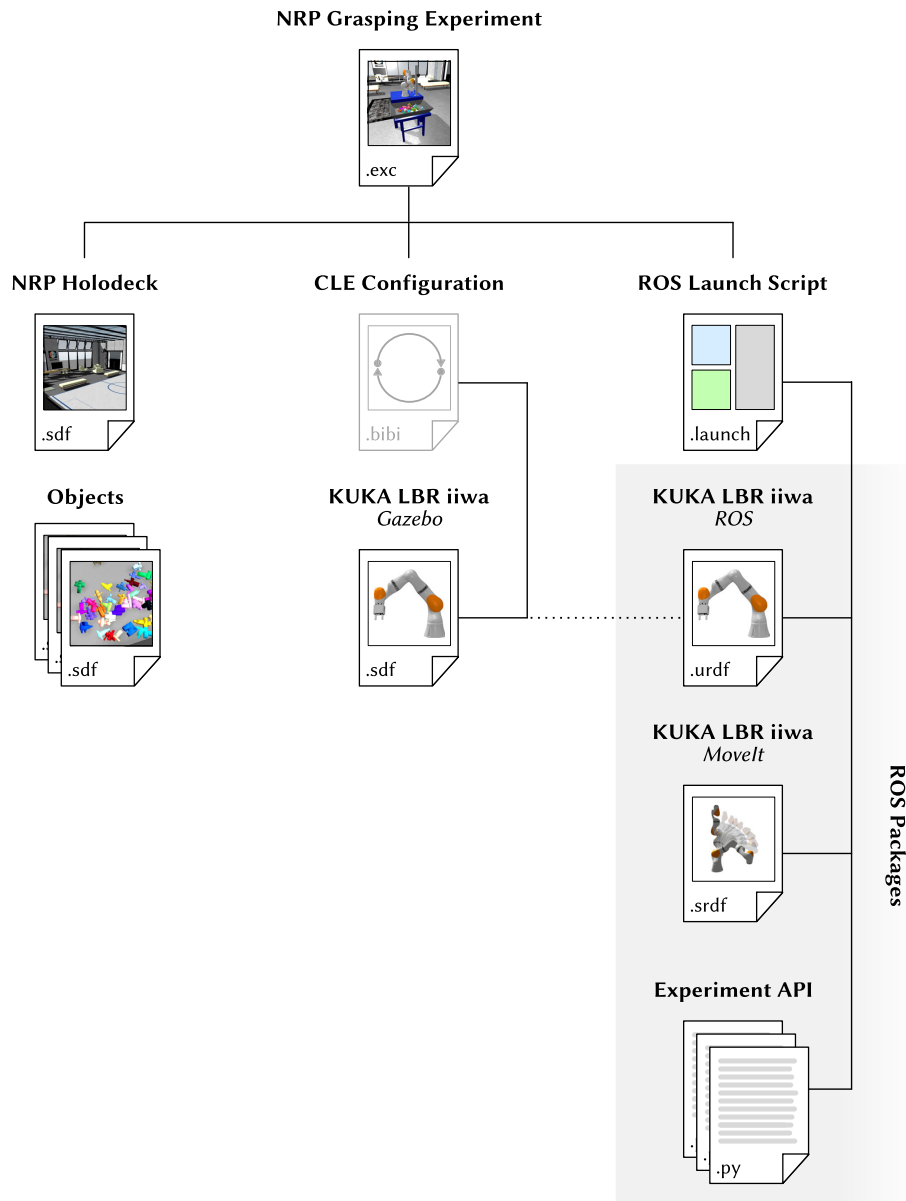 NRP Grasping Experiment
.exc
NRP Holodeck
CLE Configuration
ROS Launch Script
.sdf
.bibi
.launch
Objects
KUKA LBR iiwa
Gazebo
KUKA LBR iiwa
ROS
.sdf
.sdf
.urdf
KUKA LBR iiwa
MoveIt
.srdf
ROS Packages
Experiment API
.py